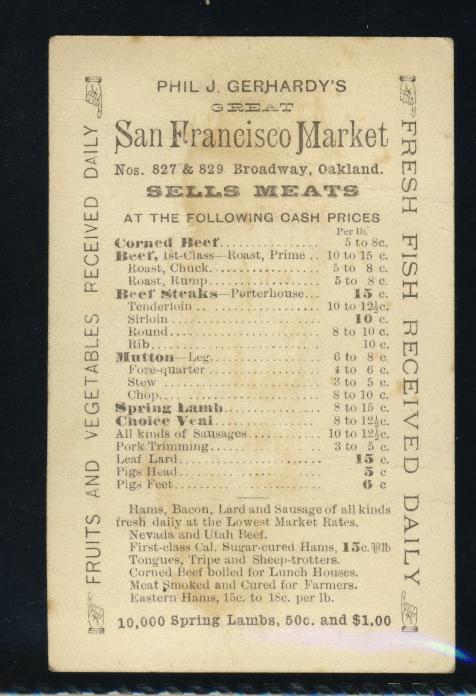 PHIL J. GERHARDY'S
GREAT
San Francisco Market
Nos. 827 & 829 Broadway, Oakland.
SELLS MEATS
AT THE FOLLOWING CASH PRICES
Per lb.
Corned Beef.............. 5 to 8c.
Beef, 1st-Class—Roast, Prime .. 10 to 15 c.
Roast, Chuck................ 5 to 8 c.
Roast, Rump................ 5 to 8 c.
Beef Steaks—Porterhouse... 15 c.
Tenderloin .................. 10 to 12½c.
Sirloin ...................... 10 c.
Round...................... 8 to 10 c.
Rib.......................... 10 c.
Mutton—Leg................ 6 to 8 c
Fore-quarter ................ 4 to 6 c.
Stew ........................ 3 to 5 c.
Chop........................ 8 to 10 c.
Spring Lamb.............. 8 to 15 c.
Choice Veal................ 8 to 12½c.
All kinds of Sausages........... 10 to 12½c.
Pork Trimming................ 3 to 5 c.
Leaf Lard.................... 15 c.
Pigs Head.................... 5 c
Pigs Feet.................... 6 c
Hams, Bacon, Lard and Sausage of all kinds
fresh daily at the Lowest Market Rates.
Nevada and Utah Beef.
First-class Cal. Sugar-cured Hams, 15c. ⅌ lb
Tongues, Tripe and Sheep-trotters.
Corned Beef boiled for Lunch Houses.
Meat Smoked and Cured for Farmers.
Eastern Hams, 15c. to 18c. per lb.
10,000 Spring Lambs, 50c. and $1.00
FRUITS AND VEGETABLES RECEIVED DAILY
FRESH FISH RECEIVED DAILY